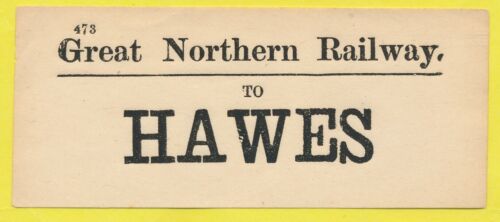 473
Great Northern Railway.
TO
HAWES